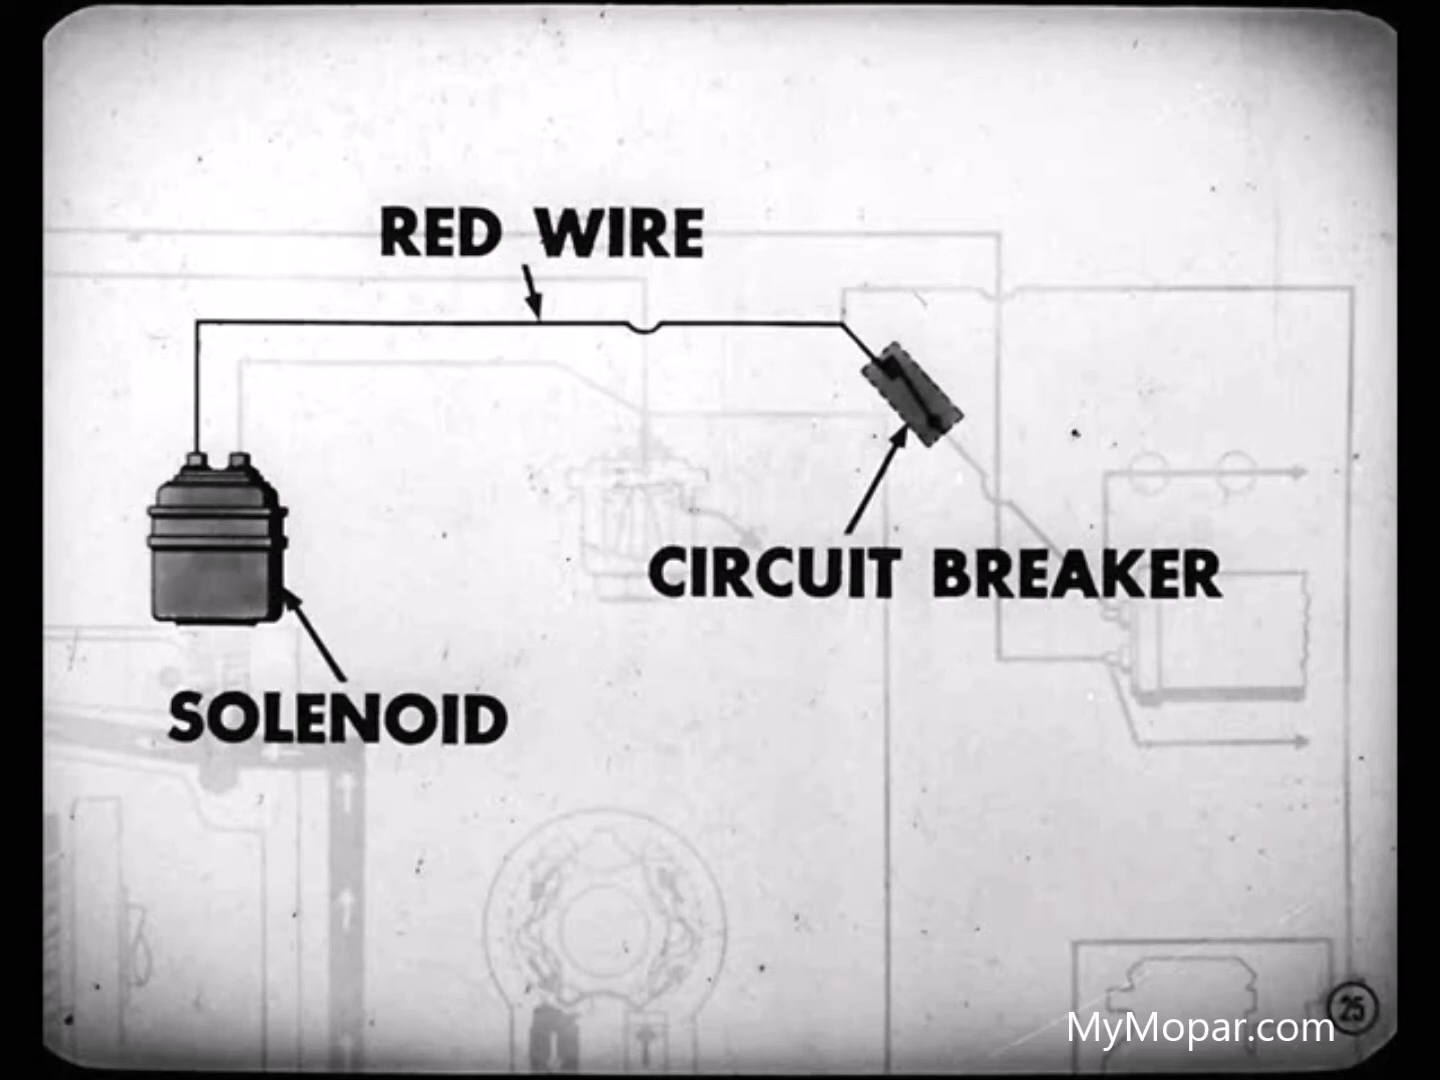 RED WIRE
CIRCUIT BREAKER
SOLENOID
25
MyMopar.com